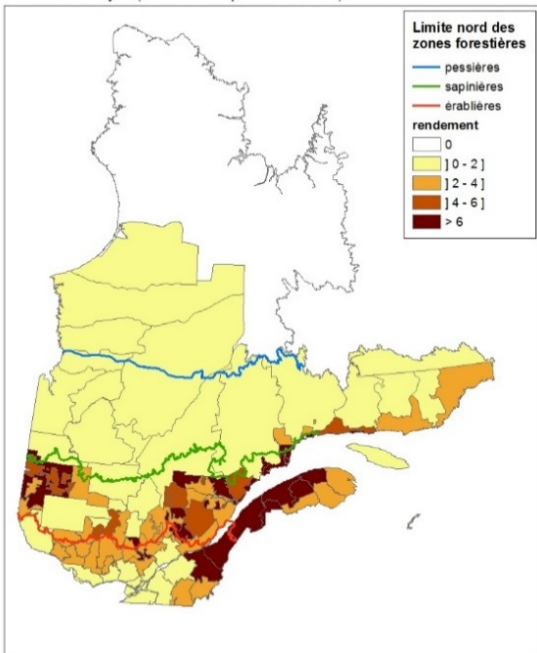 Limite nord des
zones forestières
pessières
sapinières
érablières
rendement
0
] 0 - 2 ]
] 2 - 4 ]
] 4 - 6 ]
> 6